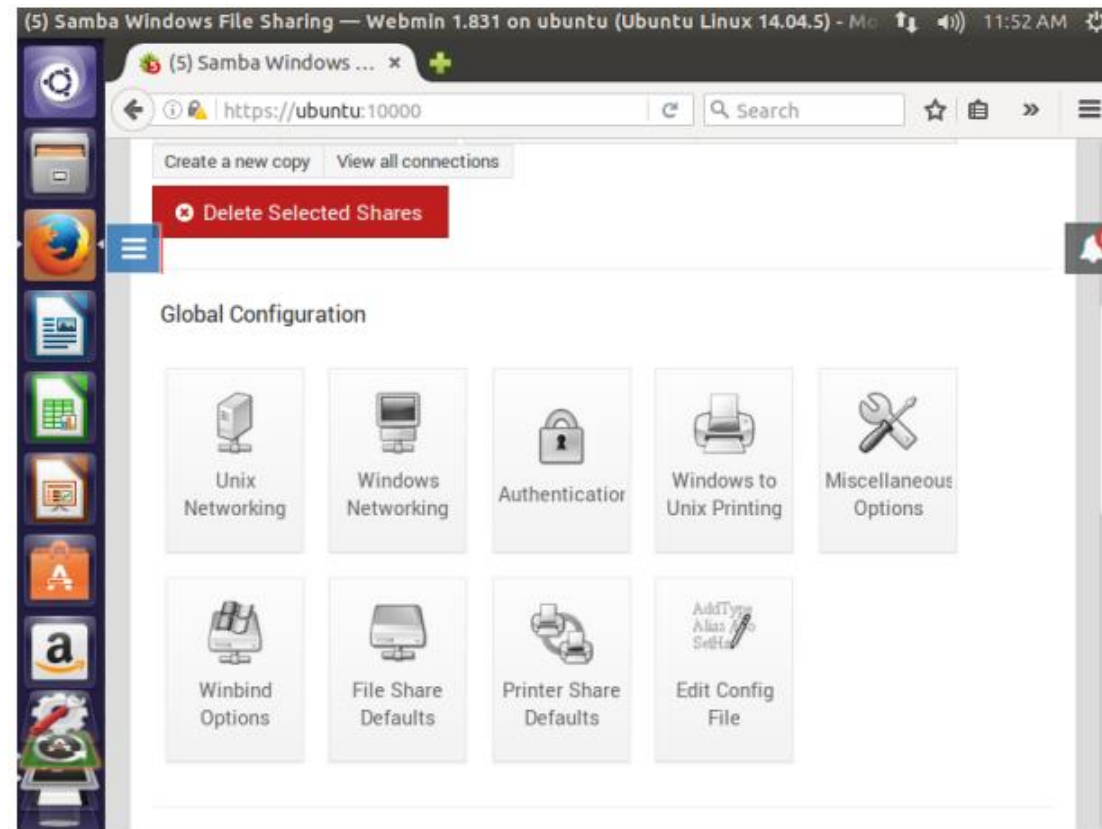 (5) Samba Windows File Sharing — Webmin 1.831 on ubuntu (Ubuntu Linux 14.04.5) - Mo 11:52 AM
(5) Samba Windows ...
https://ubuntu:10000 Search
Create a new copy View all connections
Delete Selected Shares
Global Configuration
Unix Networking
Windows Networking
Authentication
Windows to Unix Printing
Miscellaneous Options
Winbind Options
File Share Defaults
Printer Share Defaults
AddType
Alias
Edit Config File
a